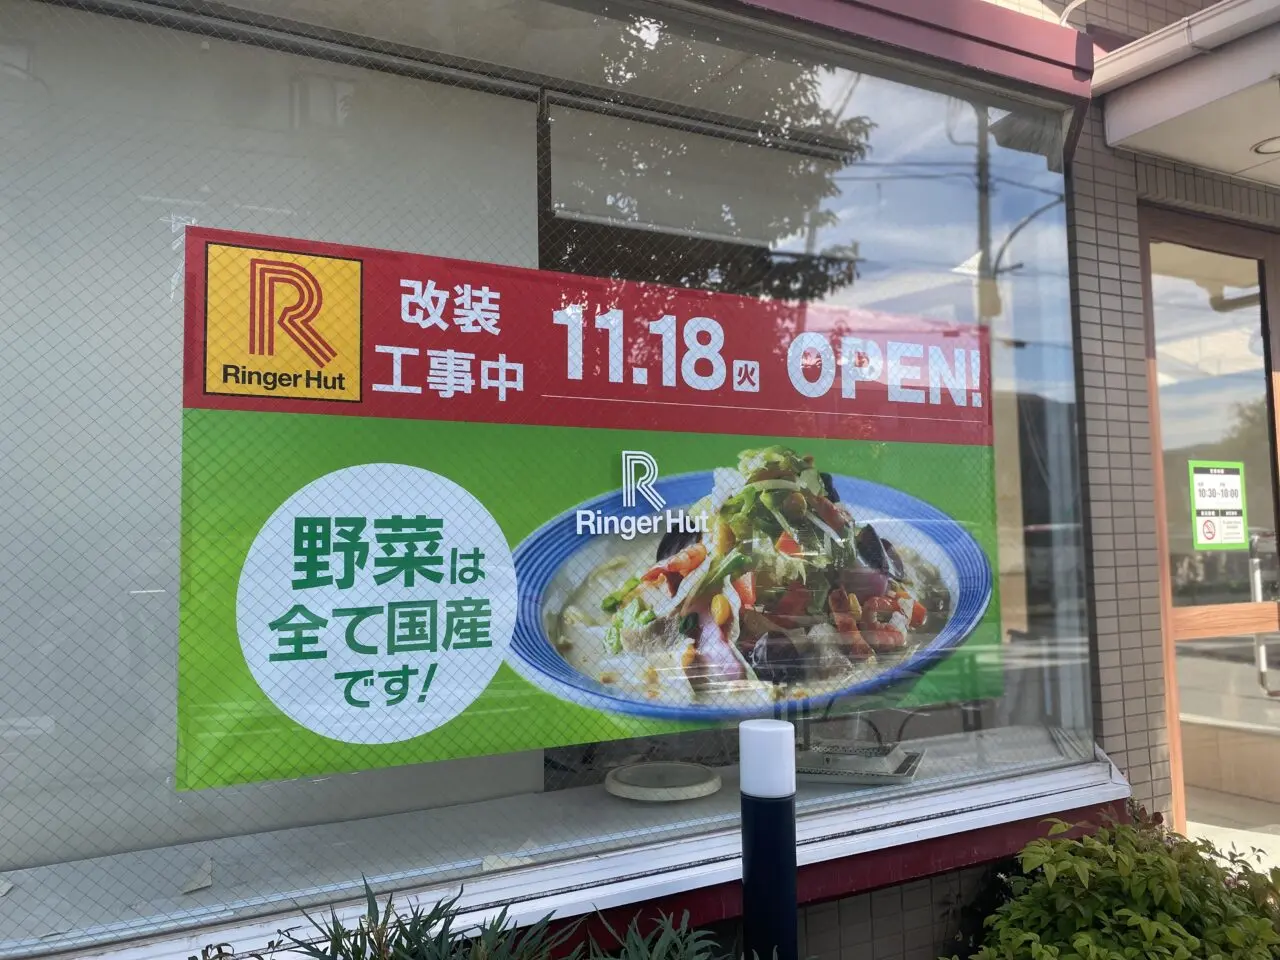 Ringer Hut
改装
工事中
11.18火 OPEN!
Ringer Hut
野菜は
全て国産
です!
10:30-18:00